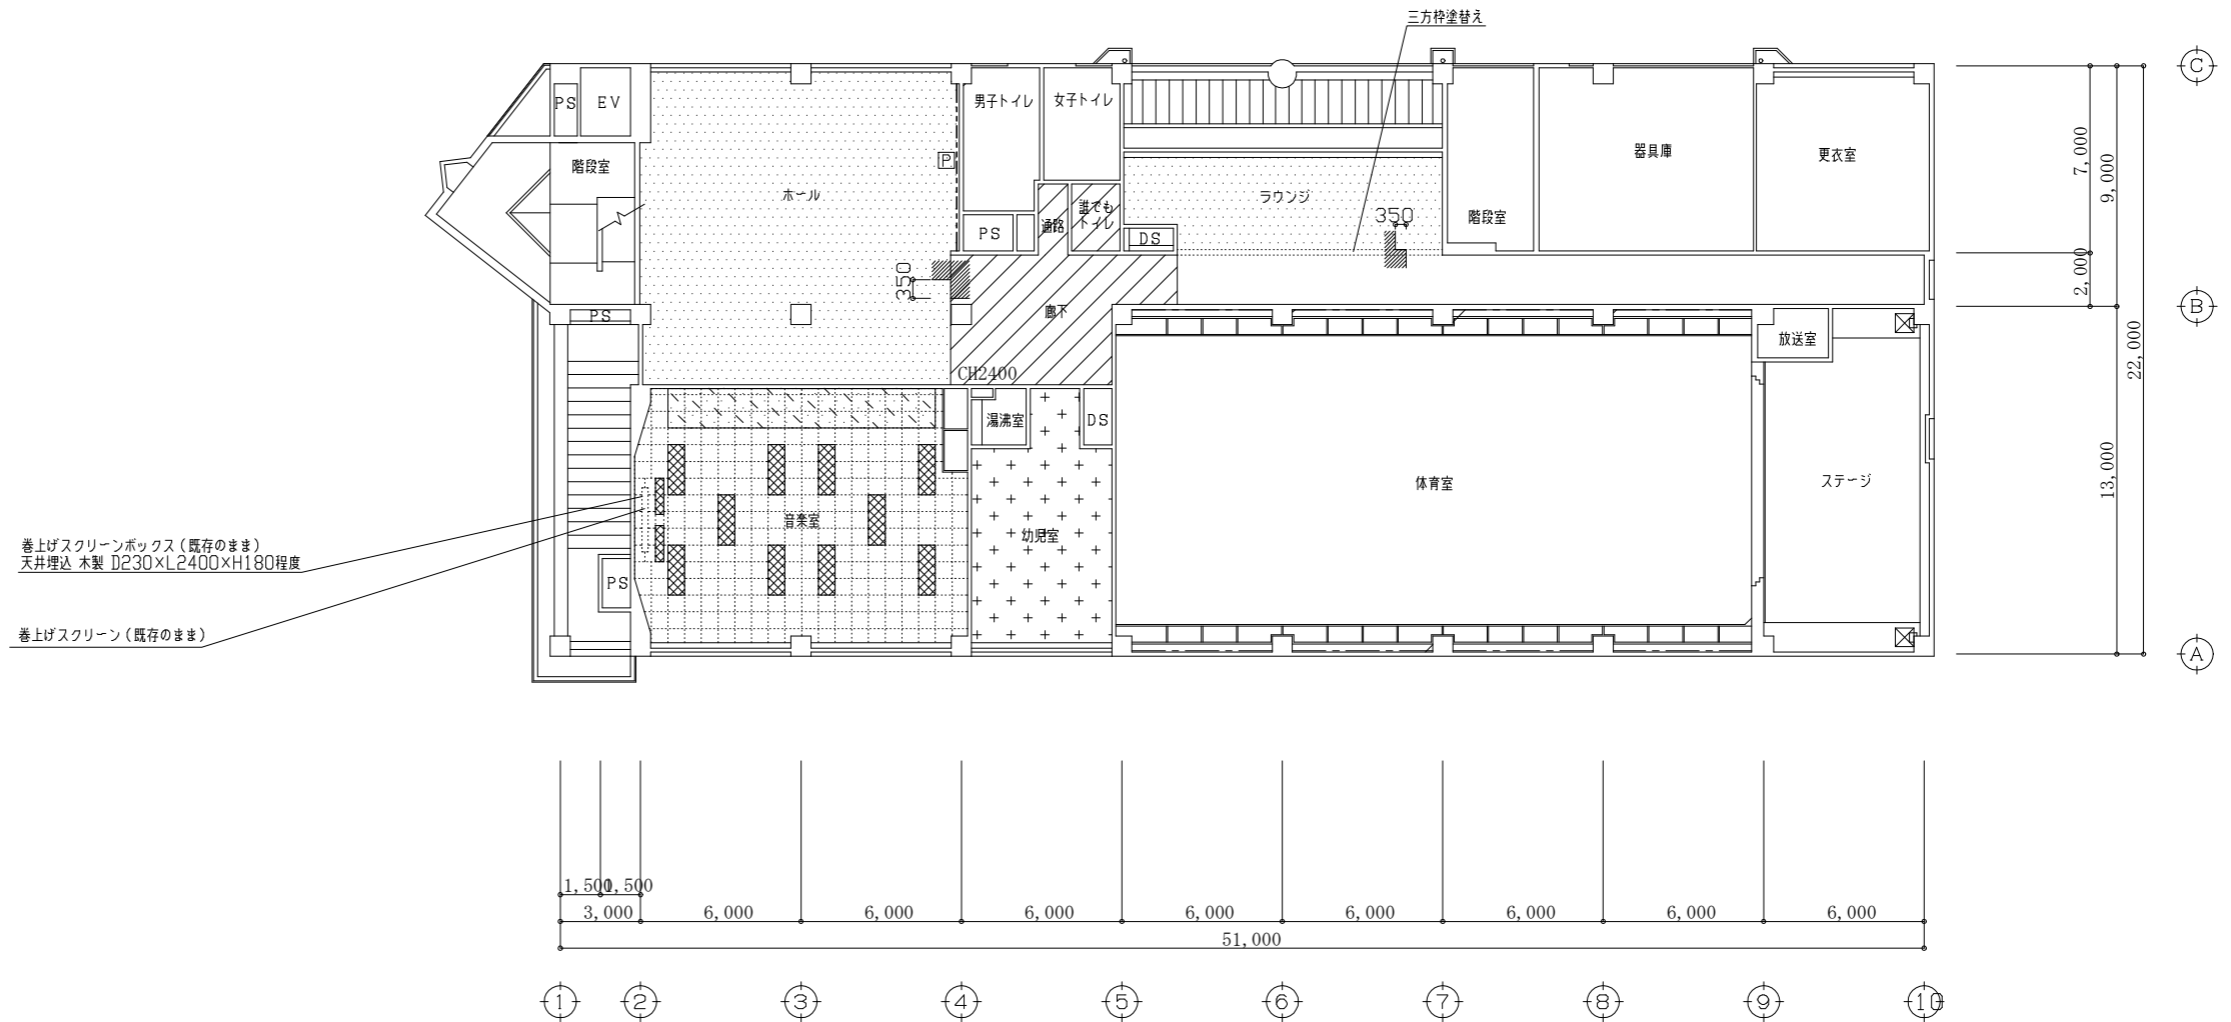 三方枠塗替え
PS
EV
男子トイレ
女子トイレ
C
P
階段室
ホール
ラウンジ
器具庫
更衣室
7,000
9,000
誰でも
トイレ
通路
350
階段室
PS
DS
350
2,000
廊下
PS
B
放送室
22,000
CH2400
湯沸室
DS
体育室
ステージ
13,000
音楽室
幼児室
巻上げスクリーンボックス(既存のまま)
天井埋込 木製 D230×L2400×H180程度
PS
巻上げスクリーン(既存のまま)
A
1,500 1,500
3,000 6,000 6,000 6,000 6,000 6,000 6,000 6,000 6,000
51,000
1 2 3 4 5 6 7 8 9 10